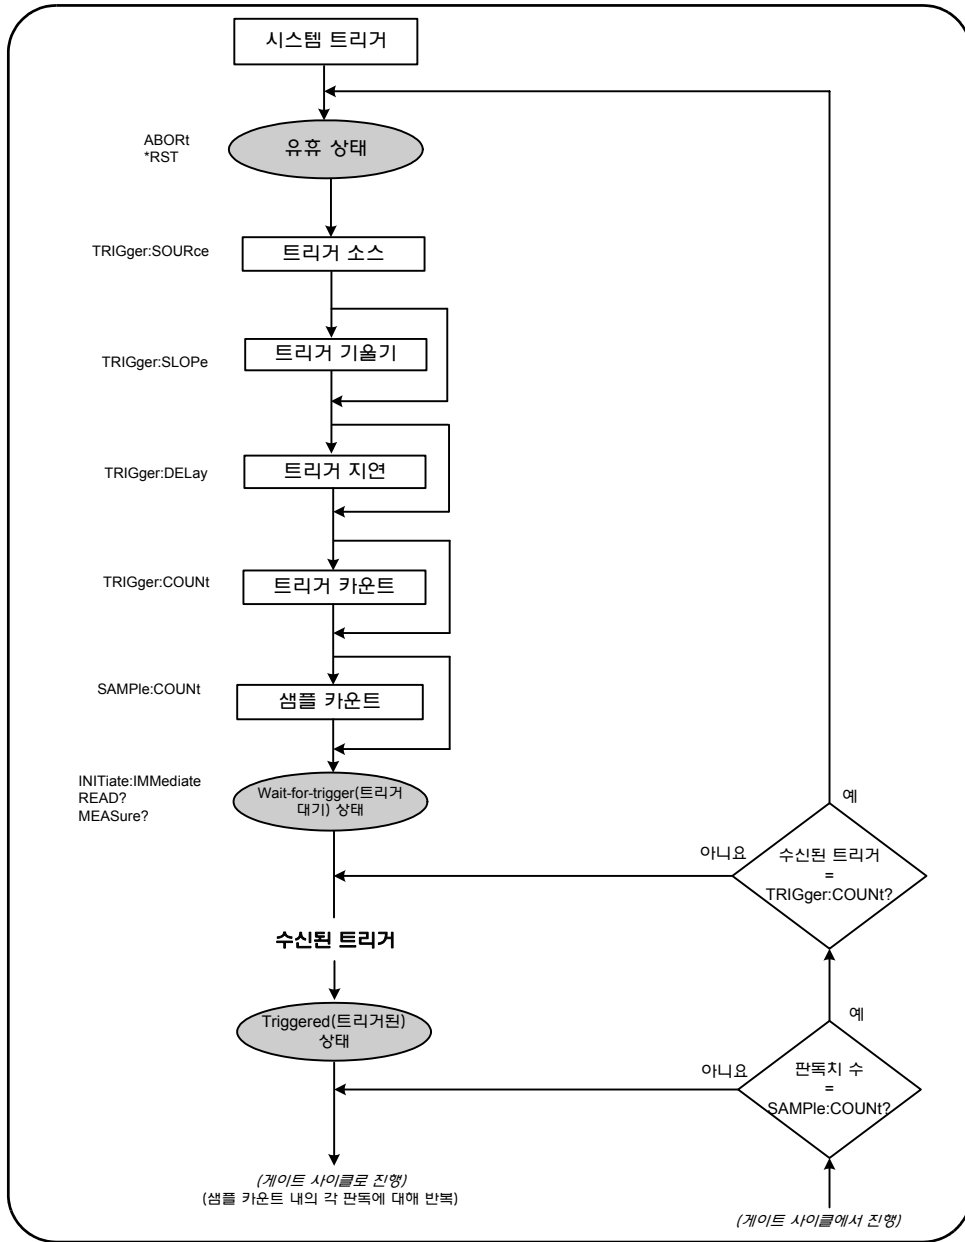 시스템 트리거
ABORt
*RST
유휴 상태
TRIGger:SOURce
트리거 소스
TRIGger:SLOPe
트리거 기울기
TRIGger:DELay
트리거 지연
TRIGger:COUNt
트리거 카운트
SAMPle:COUNt
샘플 카운트
INITiate:IMMediate
READ?
MEASure?
Wait-for-trigger(트리거
대기) 상태
예
아니요
수신된 트리거
=
TRIGger:COUNt?
수신된 트리거
Triggered(트리거된)
상태
예
아니요
판독치 수
=
SAMPle:COUNt?
(게이트 사이클로 진행)
(샘플 카운트 내의 각 판독에 대해 반복)
(게이트 사이클에서 진행)